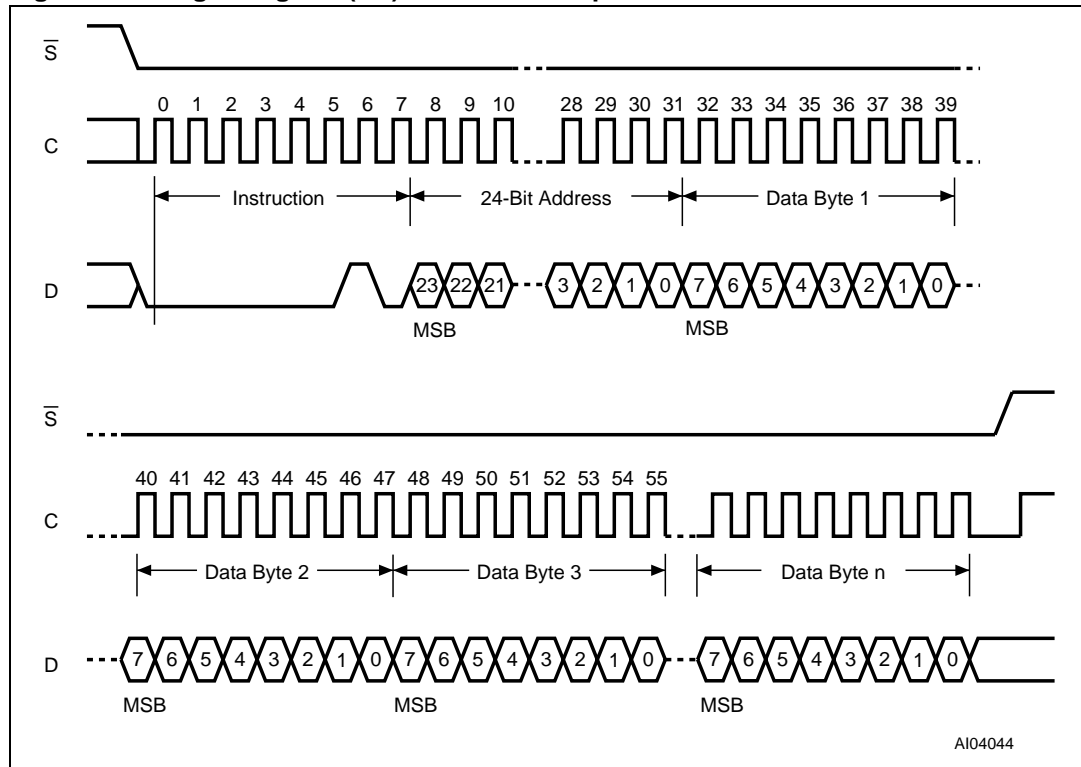 S
0 1 2 3 4 5 6 7 8 9 10 28 29 30 31 32 33 34 35 36 37 38 39
C
Instruction 24-Bit Address Data Byte 1
D 23 22 21 3 2 1 0 7 6 5 4 3 2 1 0
MSB MSB
S
40 41 42 43 44 45 46 47 48 49 50 51 52 53 54 55
C
Data Byte 2 Data Byte 3 Data Byte n
D 7 6 5 4 3 2 1 0 7 6 5 4 3 2 1 0 7 6 5 4 3 2 1 0
MSB MSB MSB
AI04044